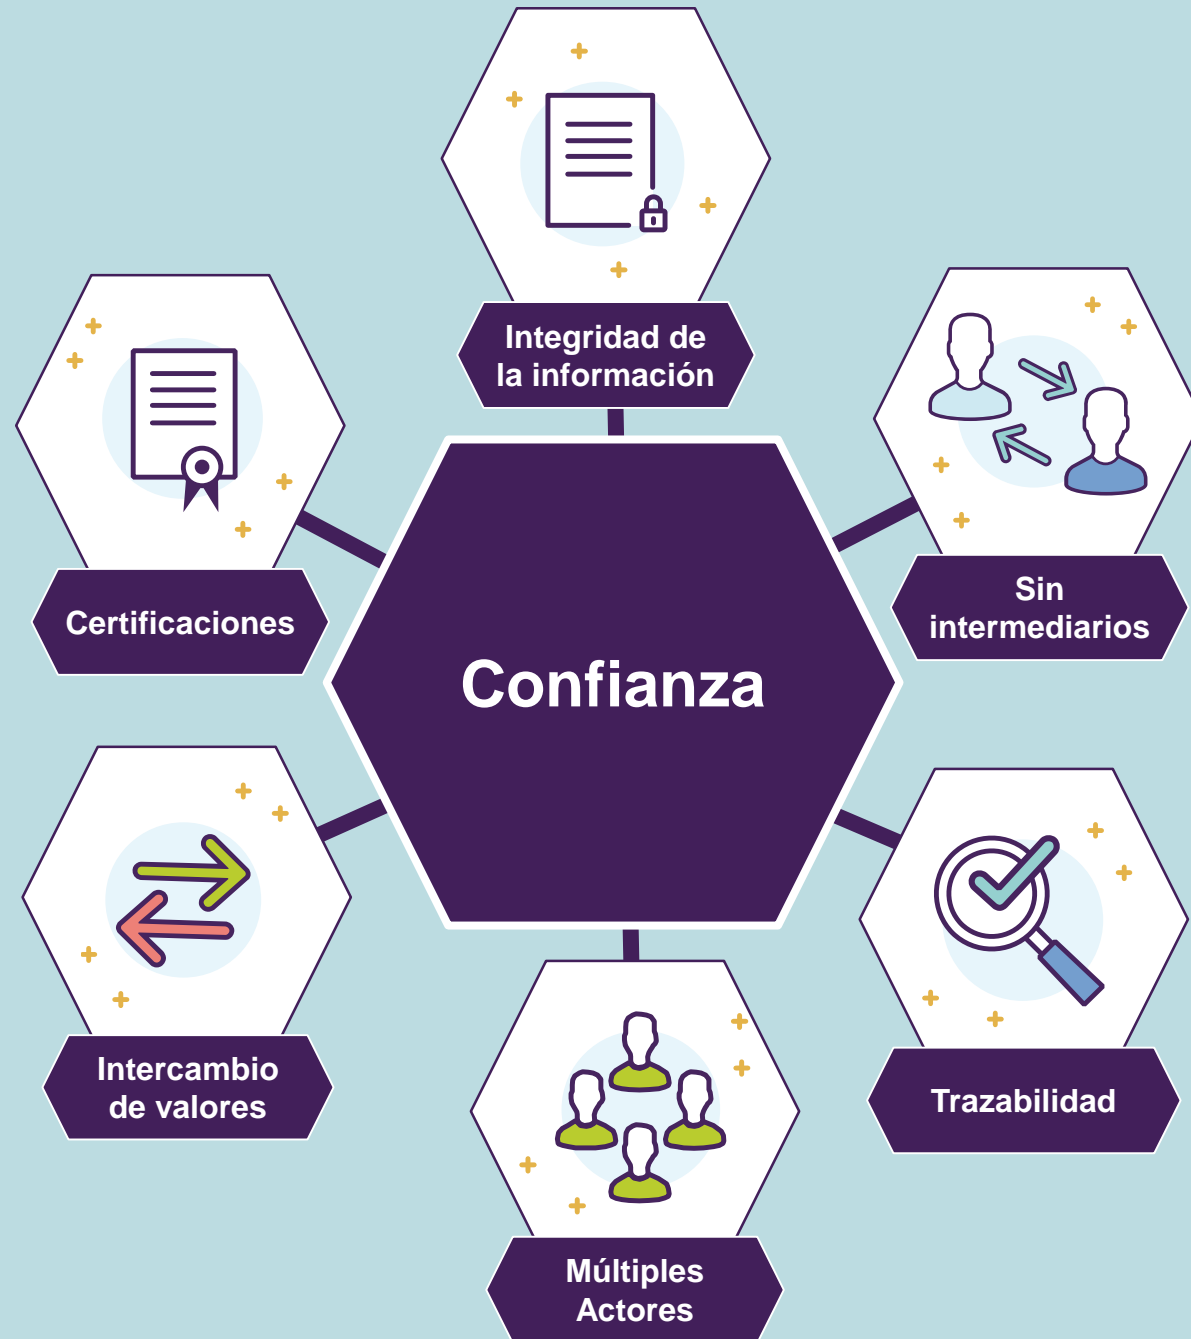 Integridad de
la información
Certificaciones
Sin
intermediarios
Confianza
Intercambio
de valores
Trazabilidad
Múltiples
Actores